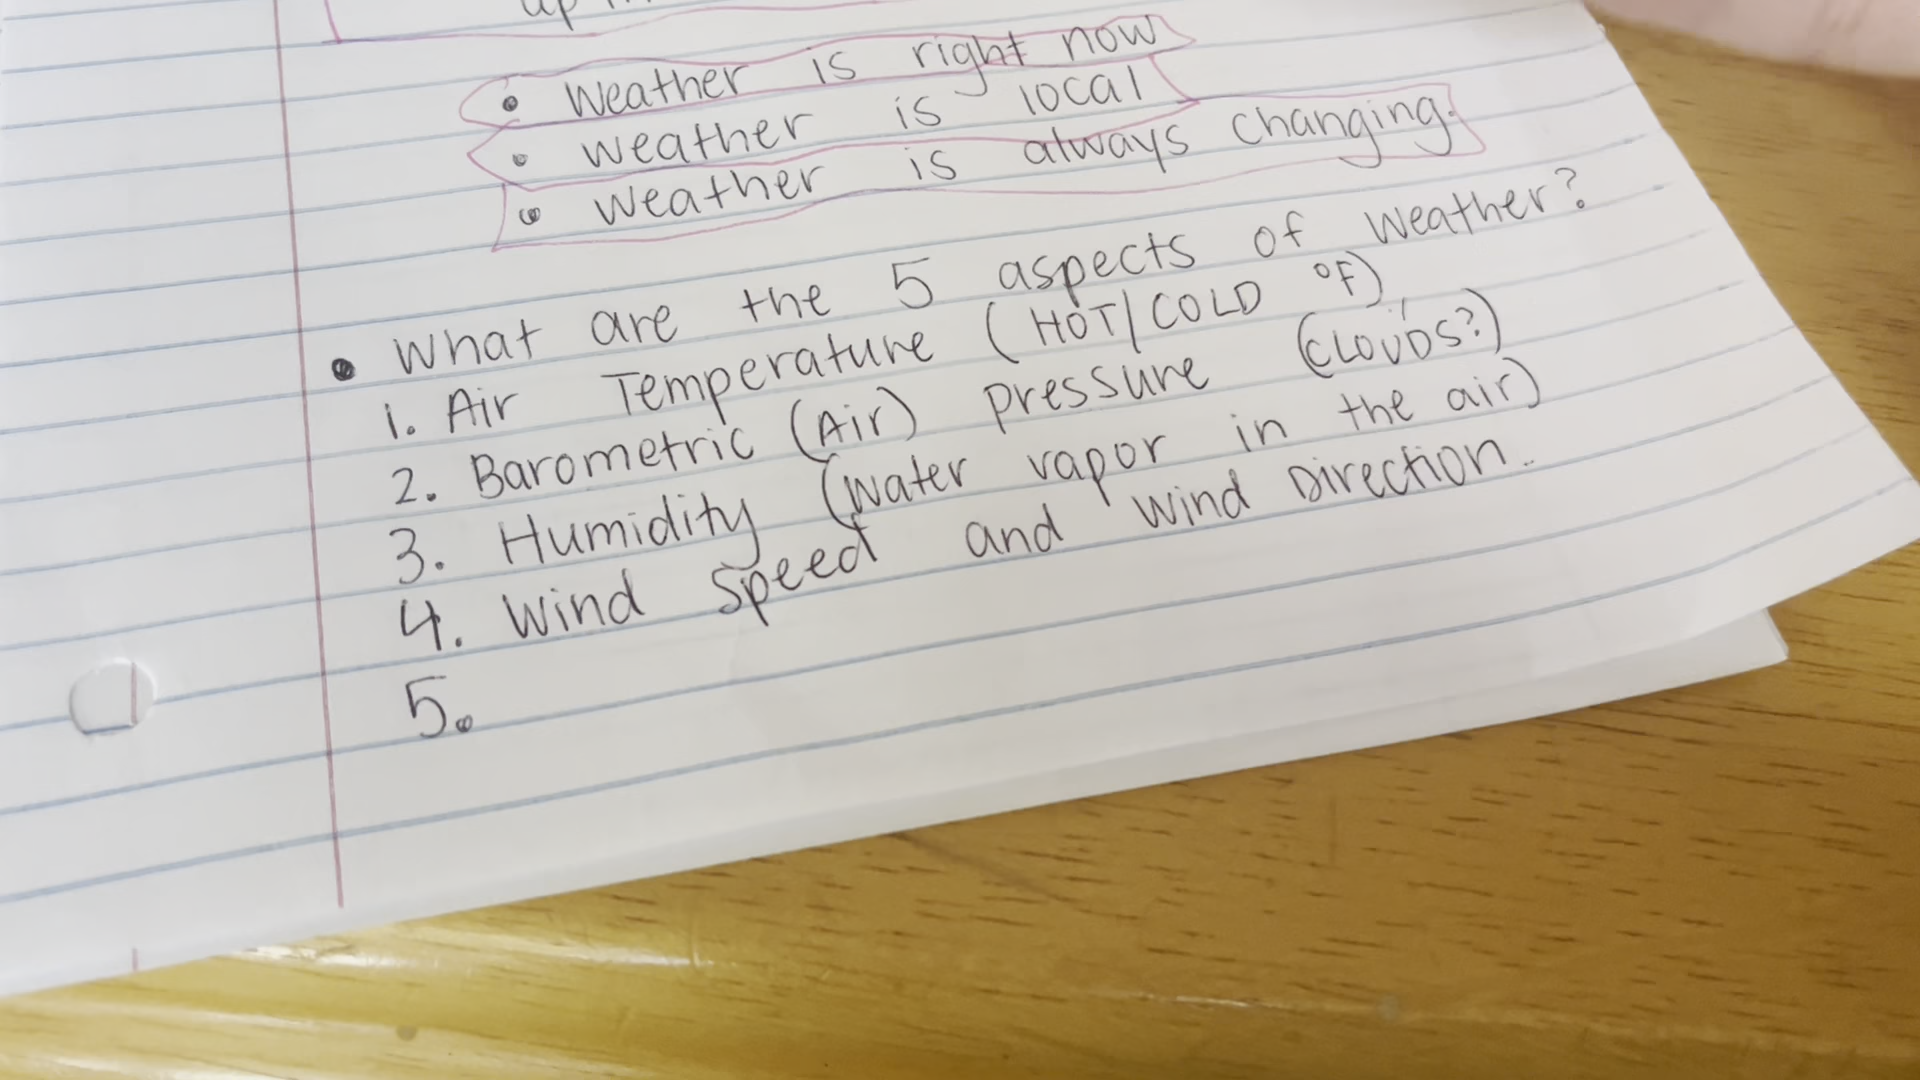 up
• Weather is right now
• weather is local
• weather is always changing.
• What are the 5 aspects of weather?
1. Air Temperature (HOT/COLD °F)
2. Barometric (Air) pressure (CLOUDS?)
3. Humidity (water vapor in the air)
4. Wind speed and Wind Direction.
5.